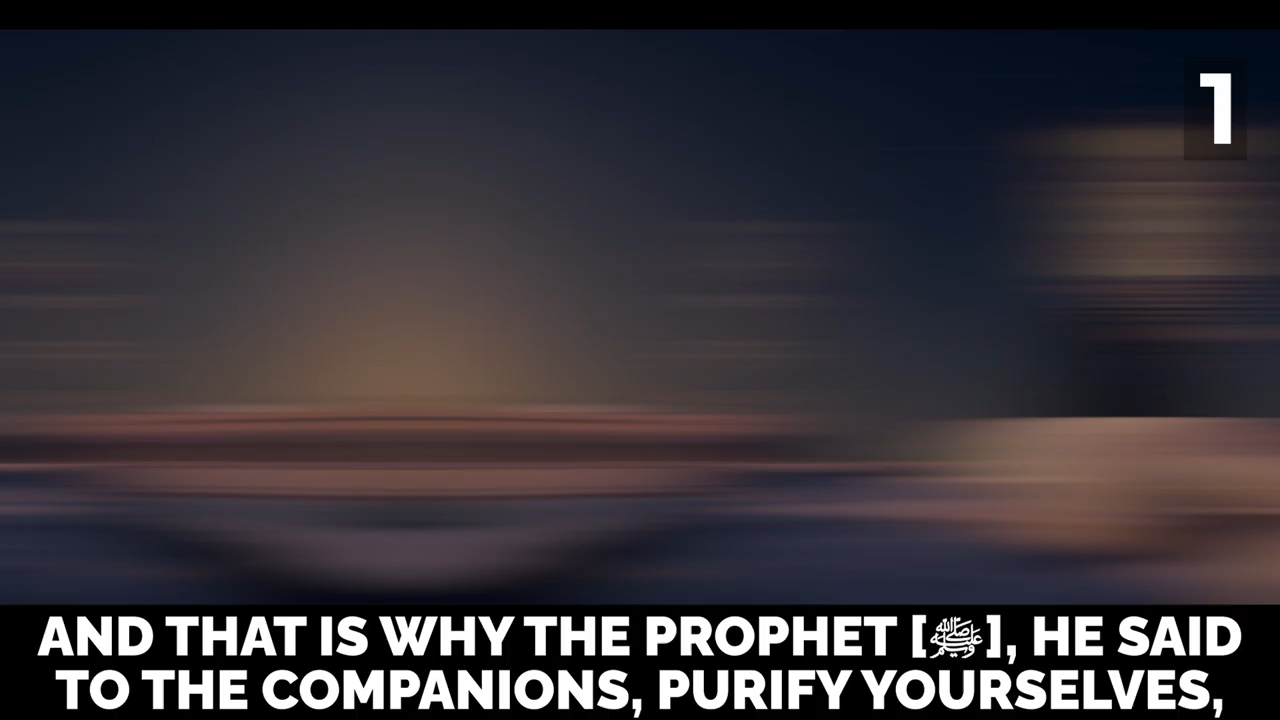 1
AND THAT IS WHY THE PROPHET [ﷺ], HE SAID
TO THE COMPANIONS, PURIFY YOURSELVES,